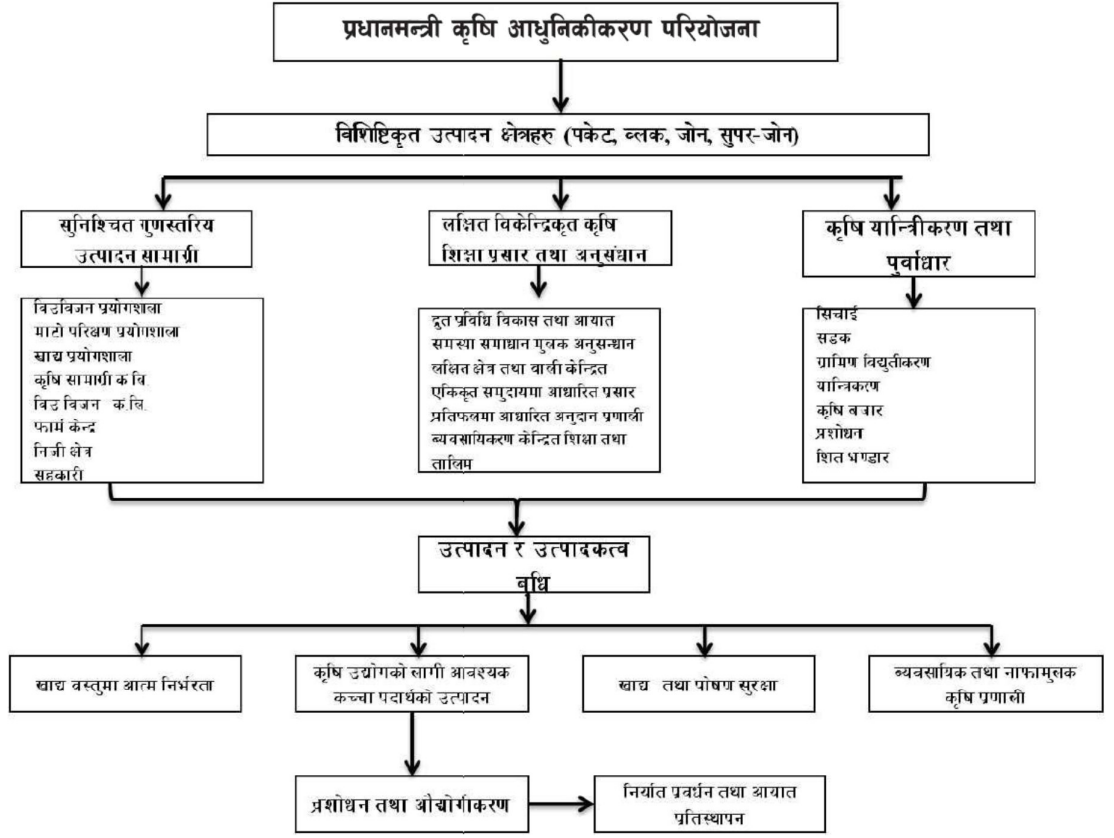 प्रधानमन्त्री कृषि आधुनिकीकरण परियोजना
विशिष्टिकृत उत्पादन क्षेत्रहरु (पकेट, ब्लक, जोन, सुपर-जोन)
सुनिश्चित गुणस्तरिय
उत्पादन सामाग्री
लक्षित विकेन्द्रिकृत कृषि
शिक्षा प्रसार तथा अनुसंधान
कृषि यान्त्रीकरण तथा
पुर्वाधार
विउविजन प्रयोगशाला
माटो परिक्षण प्रयोगशाला
खाद्य प्रयोगशाला
कृषि सामाग्री क वि.
विउ विजन क.लि.
फार्म केन्द्र
निजी क्षेत्र
सहकारी
द्रुत प्रविधि विकास तथा आयात
समस्या समाधान मुलक अनुसन्धान
लक्षित क्षेत्र तथा वाली केन्द्रित
एकिकृत समुदायमा आधारित प्रसार
प्रतिफलमा आधारित अनुदान प्रणाली
ब्यवसायिकरण केन्द्रित शिक्षा तथा
तालिम
सिचाई
सडक
ग्रामिण विद्युतीकरण
यान्त्रिकरण
कृषि बजार
प्रशोधन
शित भण्डार
उत्पादन र उत्पादकत्व
बृधि
खाद्य वस्तुमा आत्म निर्भरता
कृषि उद्योगको लागी आवश्यक
कच्चा पदार्थको उत्पादन
खाद्य तथा पोषण सुरक्षा
ब्यवसायिक तथा नाफामुलक
कृषि प्रणाली
प्रशोधन तथा औद्योगीकरण
निर्यात प्रवर्धन तथा आयात
प्रतिस्थापन